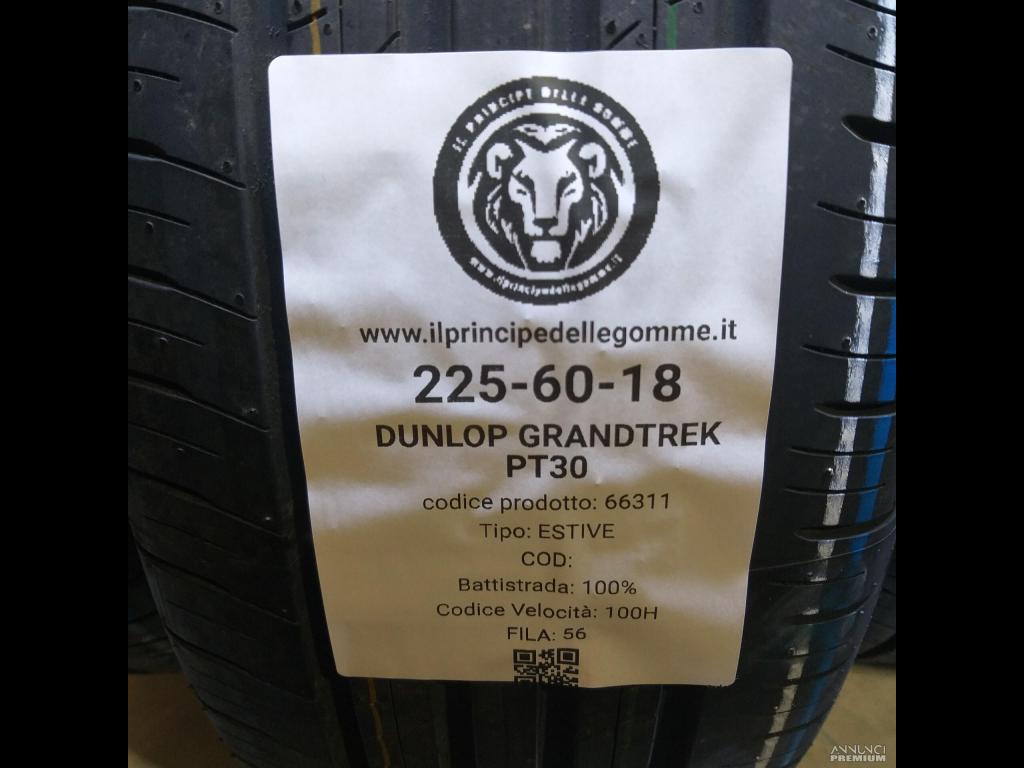 IL PRINCIPE DELLE GOMME
www.ilprincipedellegomme.it
www.ilprincipedellegomme.it
225-60-18
DUNLOP GRANDTREK
PT30
codice prodotto: 66311
Tipo: ESTIVE
COD:
Battistrada: 100%
Codice Velocità: 100H
FILA: 56
ANNUNCI
PREMIUM